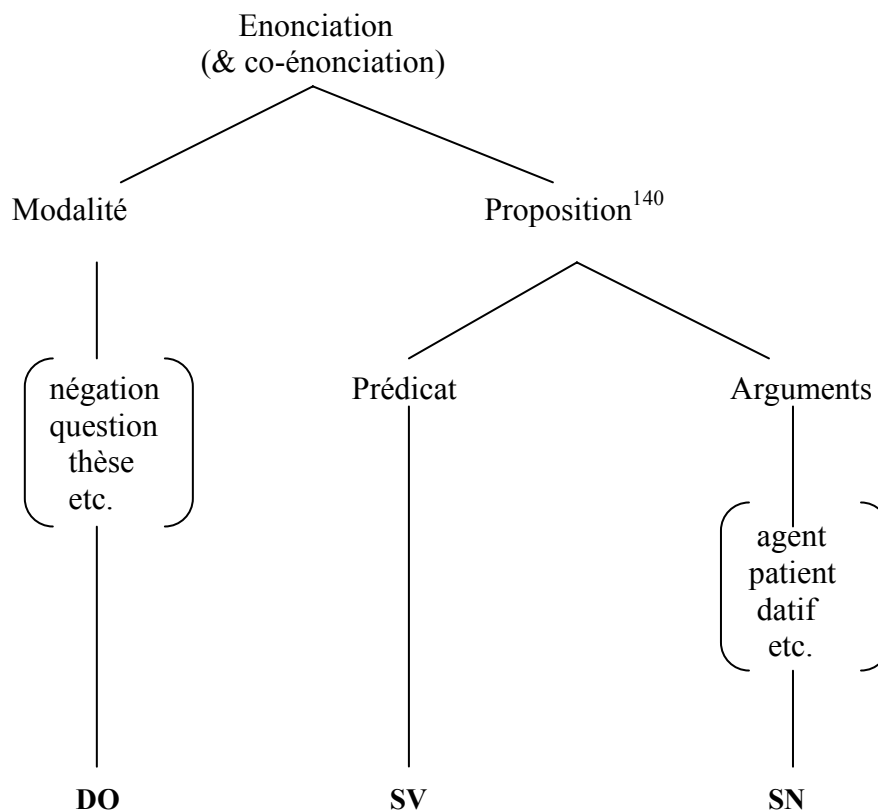 Enonciation
(& co-énonciation)
Modalité Proposition140
négation
question
thèse
etc.
Prédicat Arguments
agent
patient
datif
etc.
DO SV SN